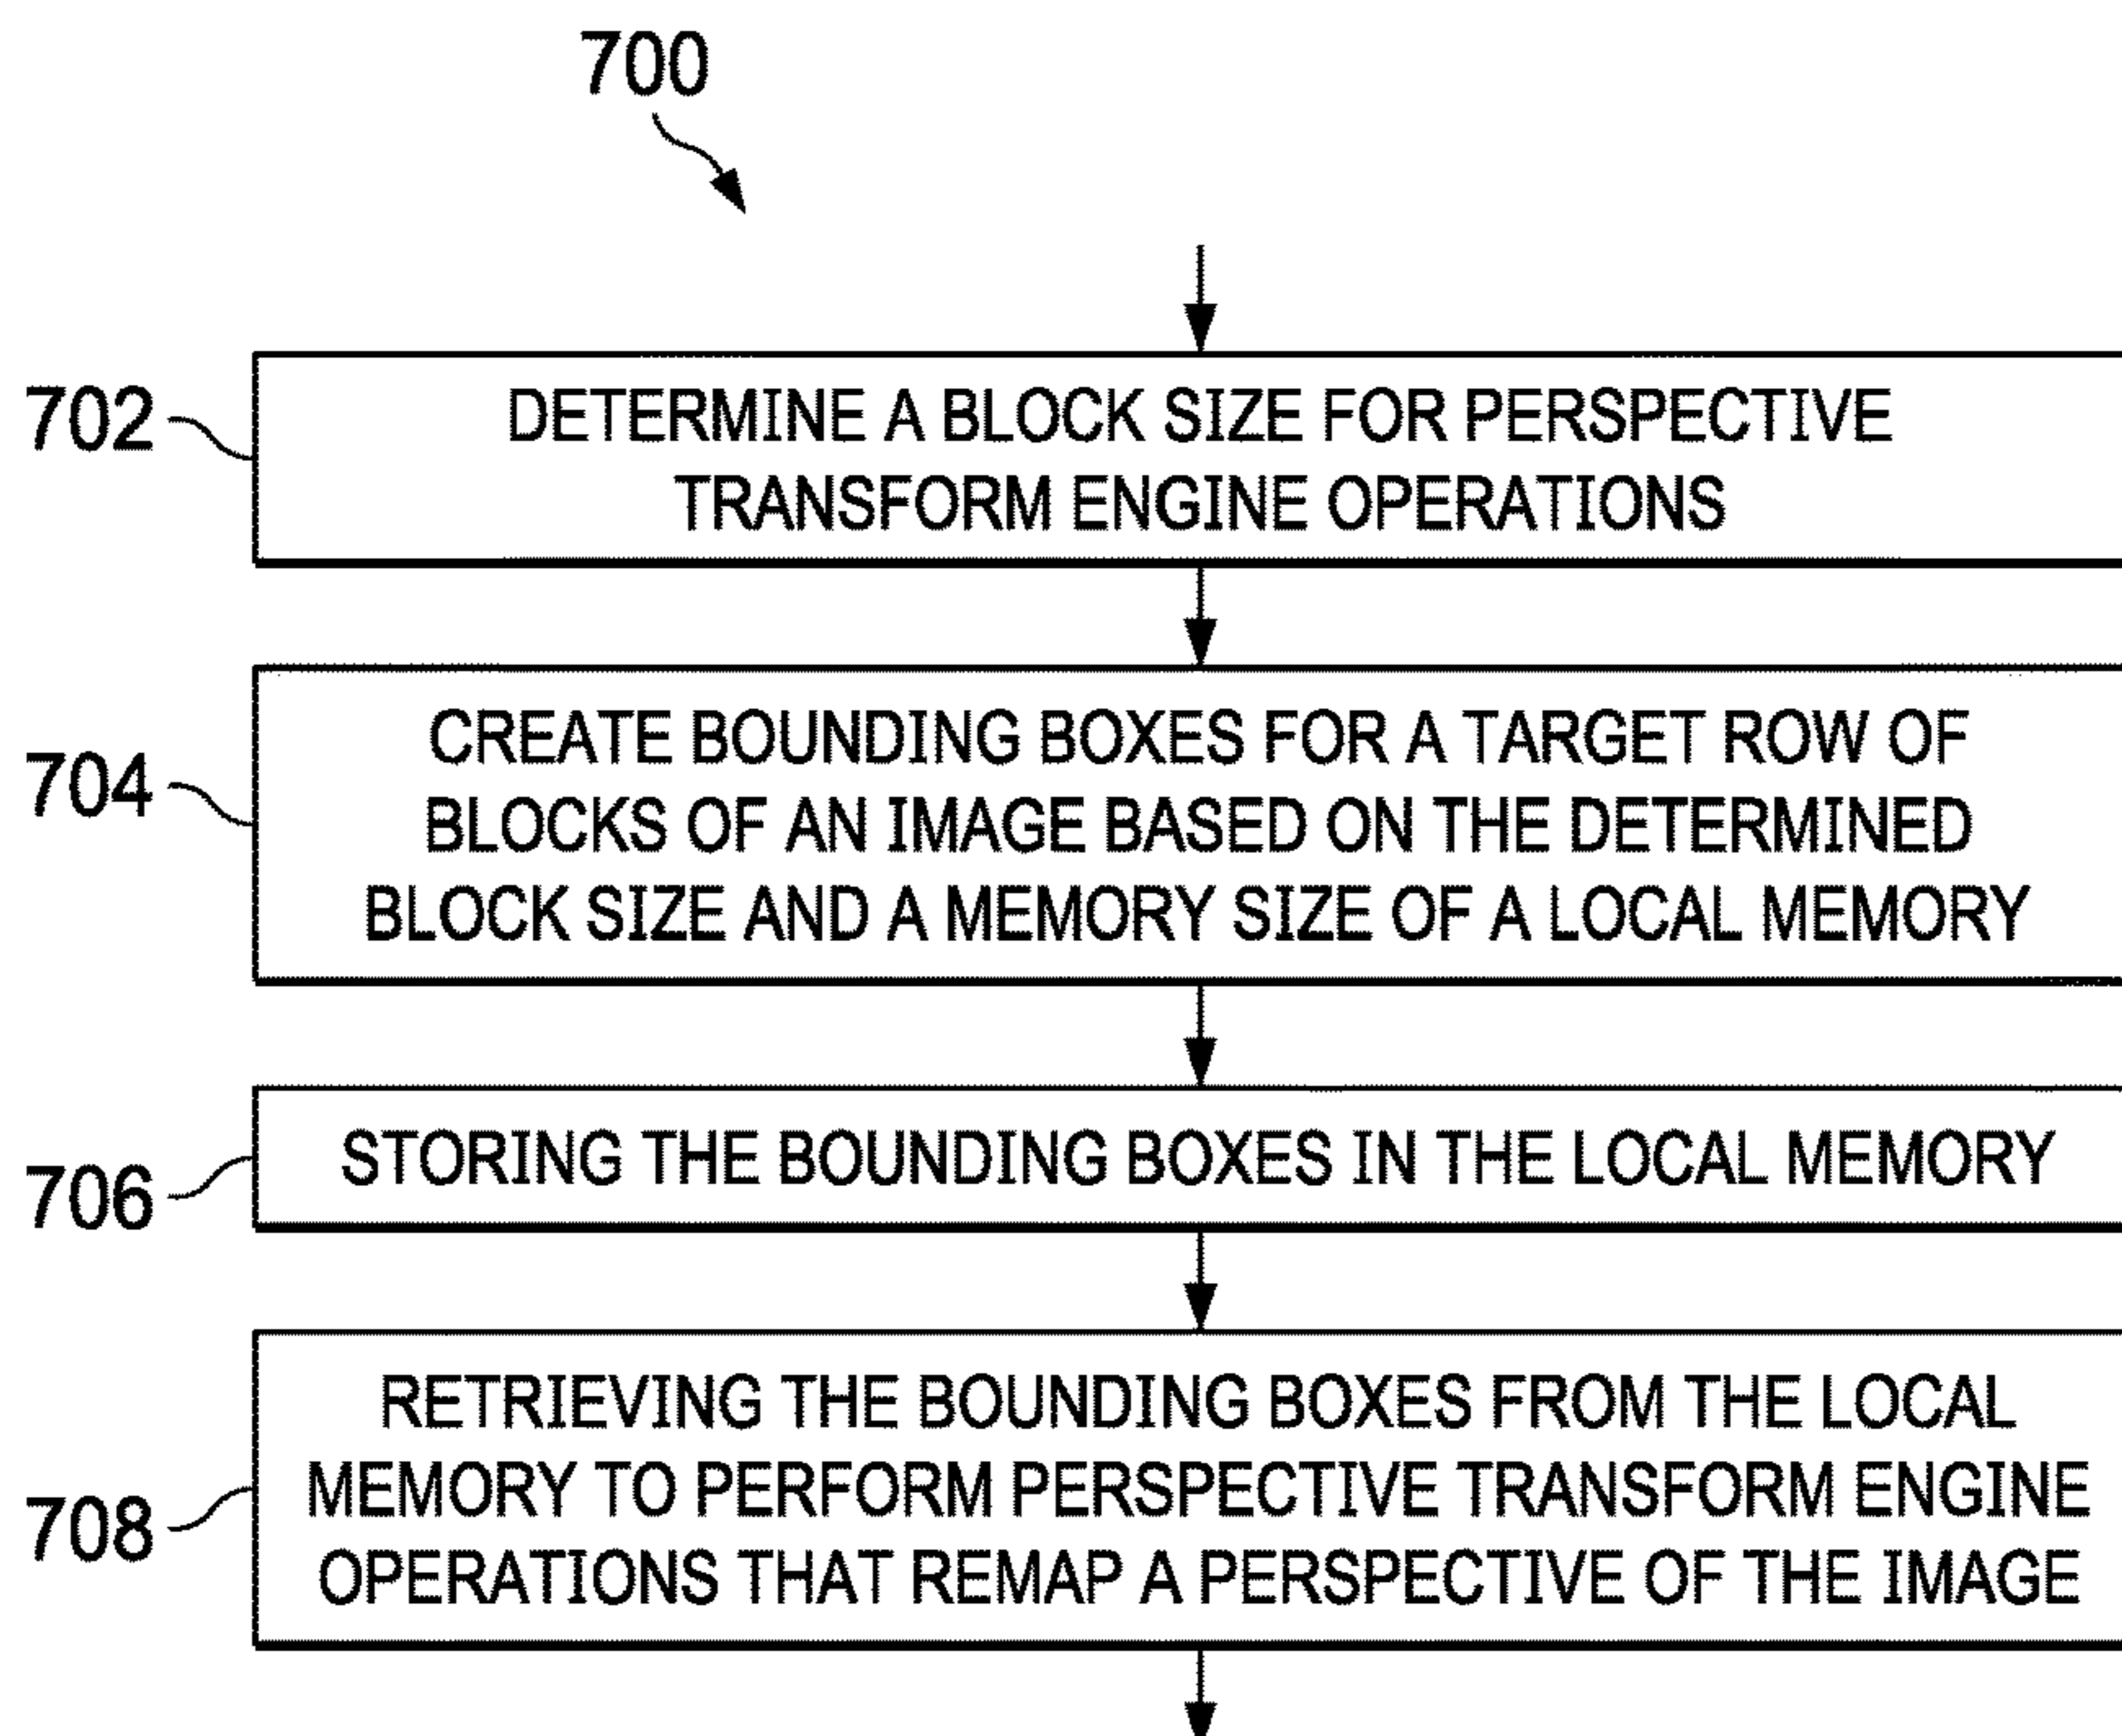 700
702
DETERMINE A BLOCK SIZE FOR PERSPECTIVE
TRANSFORM ENGINE OPERATIONS
704
CREATE BOUNDING BOXES FOR A TARGET ROW OF
BLOCKS OF AN IMAGE BASED ON THE DETERMINED
BLOCK SIZE AND A MEMORY SIZE OF A LOCAL MEMORY
706
STORING THE BOUNDING BOXES IN THE LOCAL MEMORY
708
RETRIEVING THE BOUNDING BOXES FROM THE LOCAL
MEMORY TO PERFORM PERSPECTIVE TRANSFORM ENGINE
OPERATIONS THAT REMAP A PERSPECTIVE OF THE IMAGE